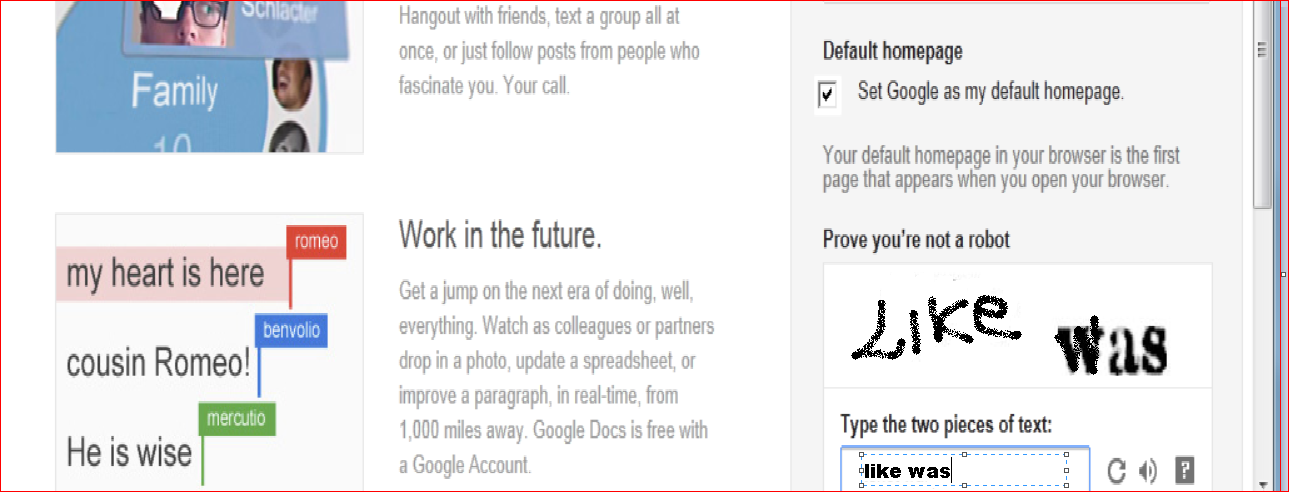 Schlacter
Family
10
Hangout with friends, text a group all at
once, or just follow posts from people who
fascinate you. Your call.
romeo
my heart is here
benvolio
cousin Romeo!
mercutio
He is wise
Work in the future.
Get a jump on the next era of doing, well,
everything. Watch as colleagues or partners
drop in a photo, update a spreadsheet, or
improve a paragraph, in real-time, from
1,000 miles away. Google Docs is free with
a Google Account.
Default homepage
Set Google as my default homepage.
Your default homepage in your browser is the first
page that appears when you open your browser.
Prove you're not a robot
Like was
Type the two pieces of text:
like was
?